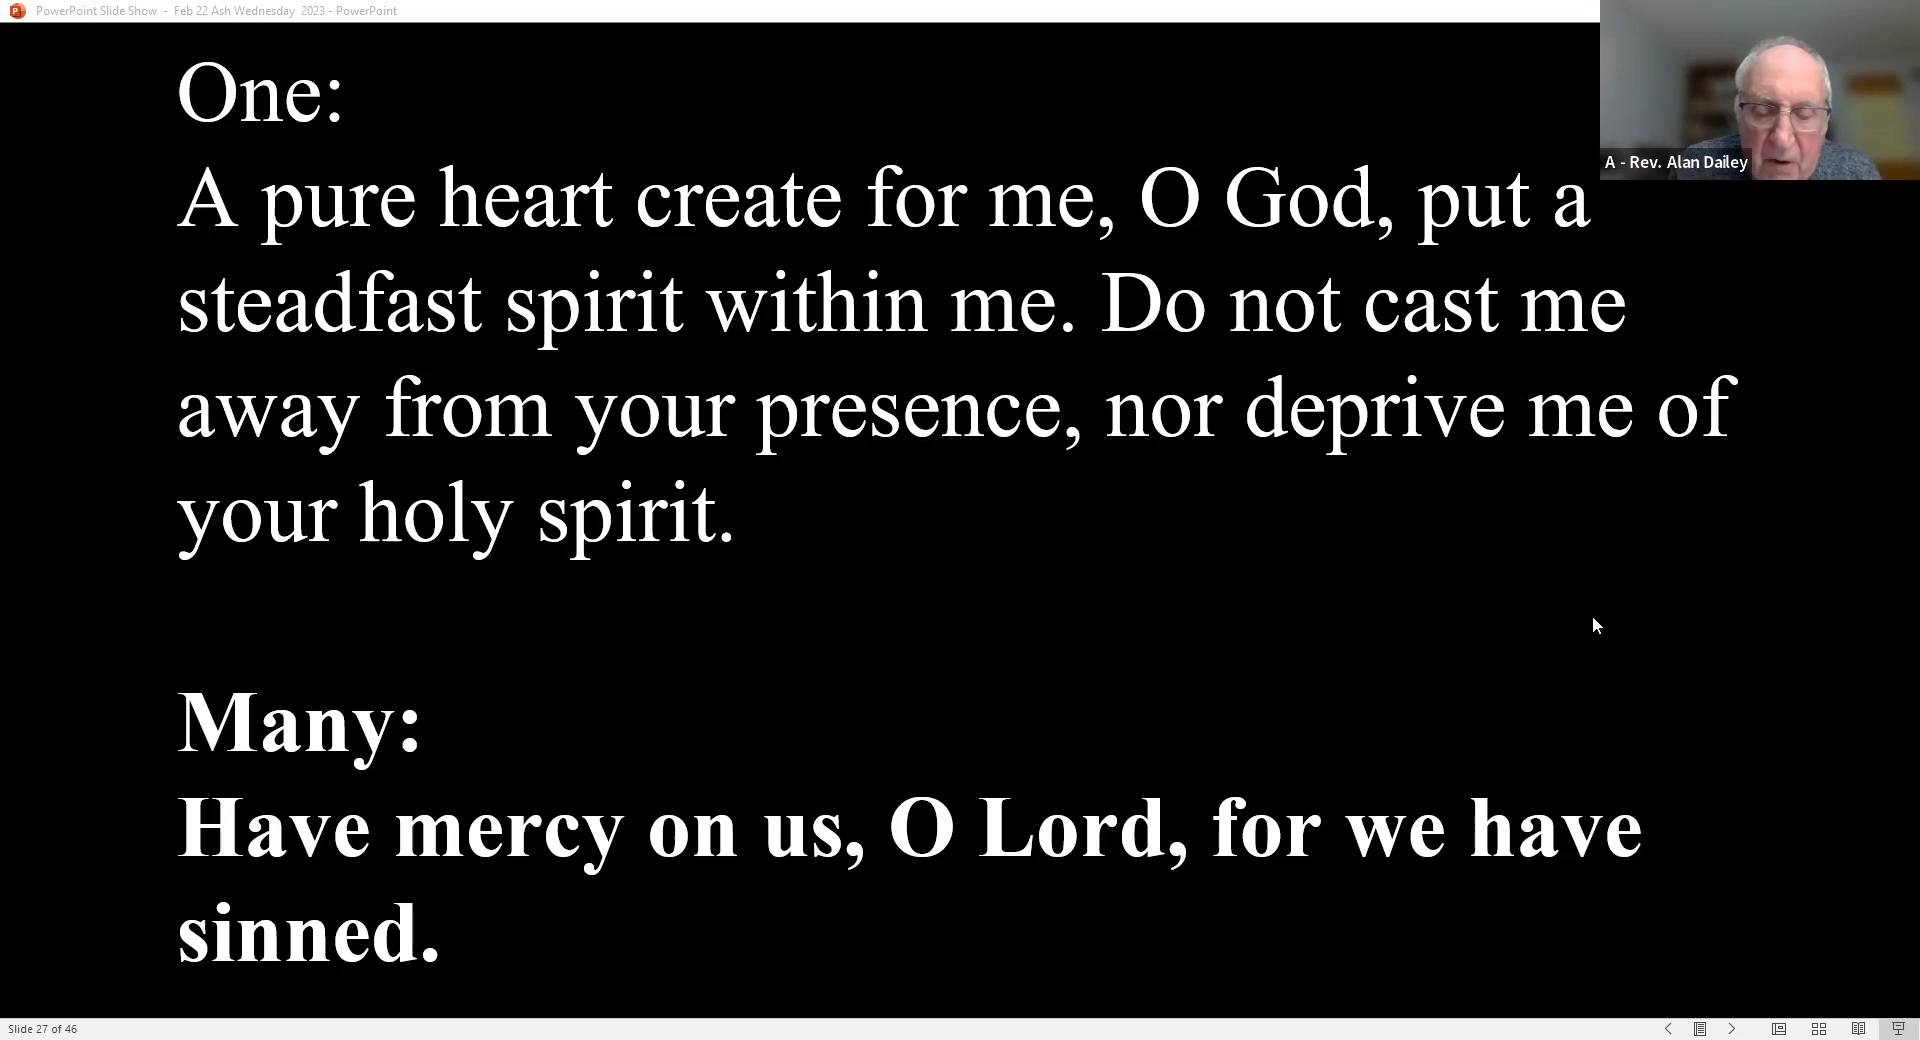 PowerPoint Slide Show - Feb 22 Ash Wednesday 2023 - PowerPoint
One:
A pure heart create for me, O God, put a
steadfast spirit within me. Do not cast me
away from your presence, nor deprive me of
your holy spirit.
Many:
Have mercy on us, O Lord, for we have
sinned.
A - Rev. Alan Dailey
Slide 27 of 46